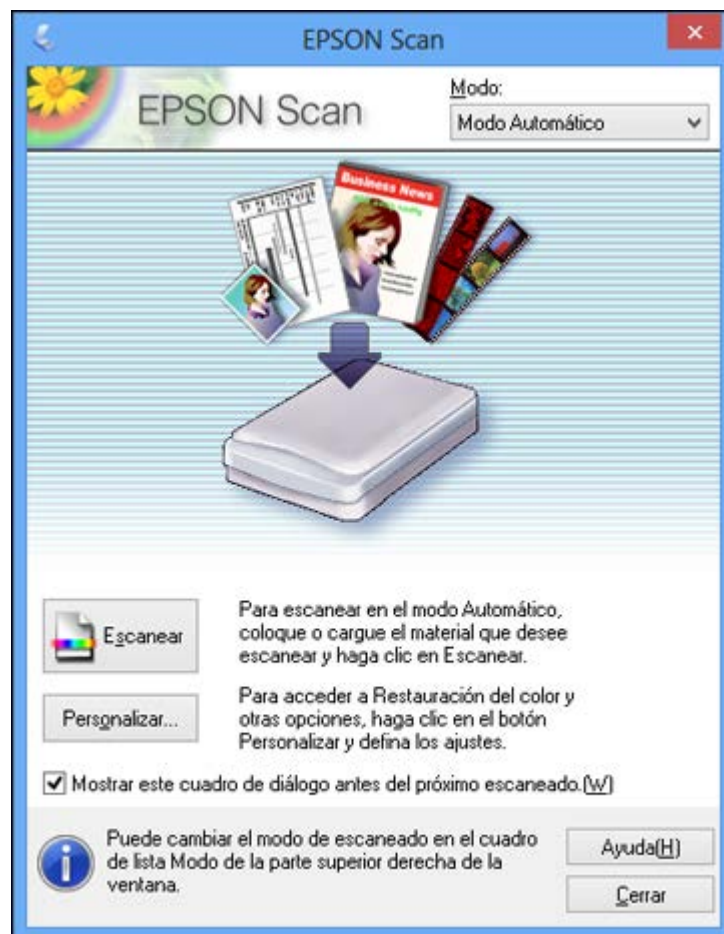 EPSON Scan
EPSON Scan
Modo:
Modo Automático
Business News
Escanear
Para escanear en el modo Automático,
coloque o cargue el material que desee
escanear y haga clic en Escanear.
Personalizar...
Para acceder a Restauración del color y
otras opciones, haga clic en el botón
Personalizar y defina los ajustes.
Mostrar este cuadro de diálogo antes del próximo escaneado.(W)
Puede cambiar el modo de escaneado en el cuadro
de lista Modo de la parte superior derecha de la
ventana.
Ayuda(H)
Cerrar